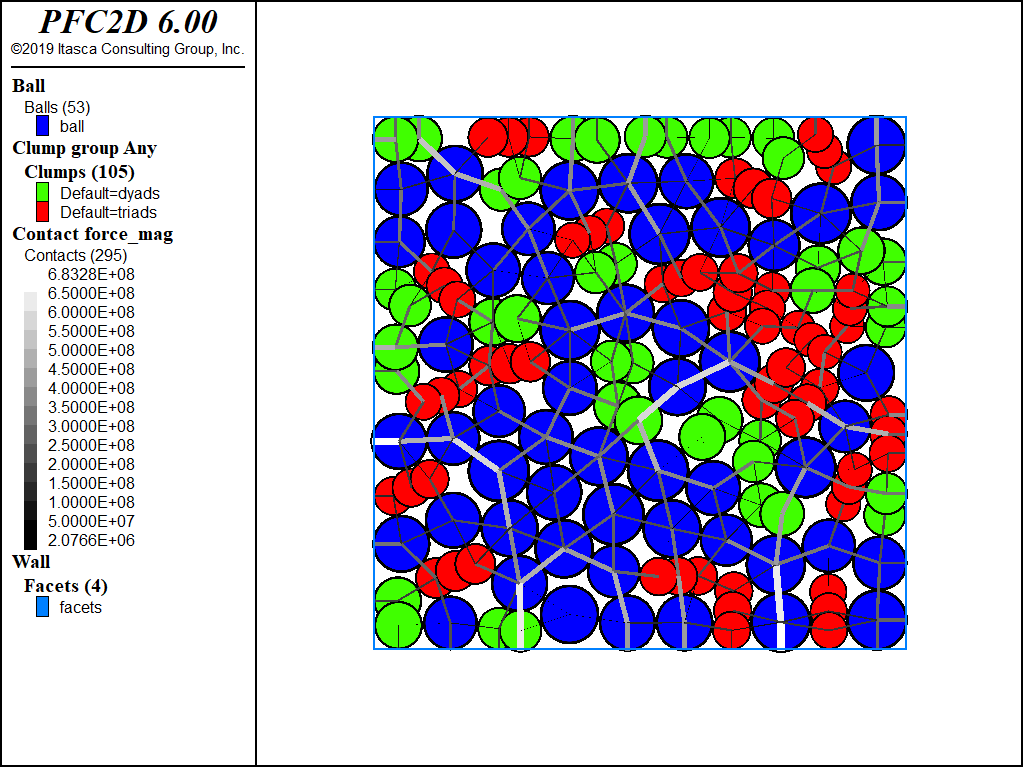 PFC2D 6.00
©2019 Itasca Consulting Group, Inc.
Ball
Balls (53)
ball
Clump group Any
Clumps (105)
Default=dyads
Default=triads
Contact force_mag
Contacts (295)
6.8328E+08
6.5000E+08
6.0000E+08
5.5000E+08
5.0000E+08
4.5000E+08
4.0000E+08
3.5000E+08
3.0000E+08
2.5000E+08
2.0000E+08
1.5000E+08
1.0000E+08
5.0000E+07
2.0766E+06
Wall
Facets (4)
facets